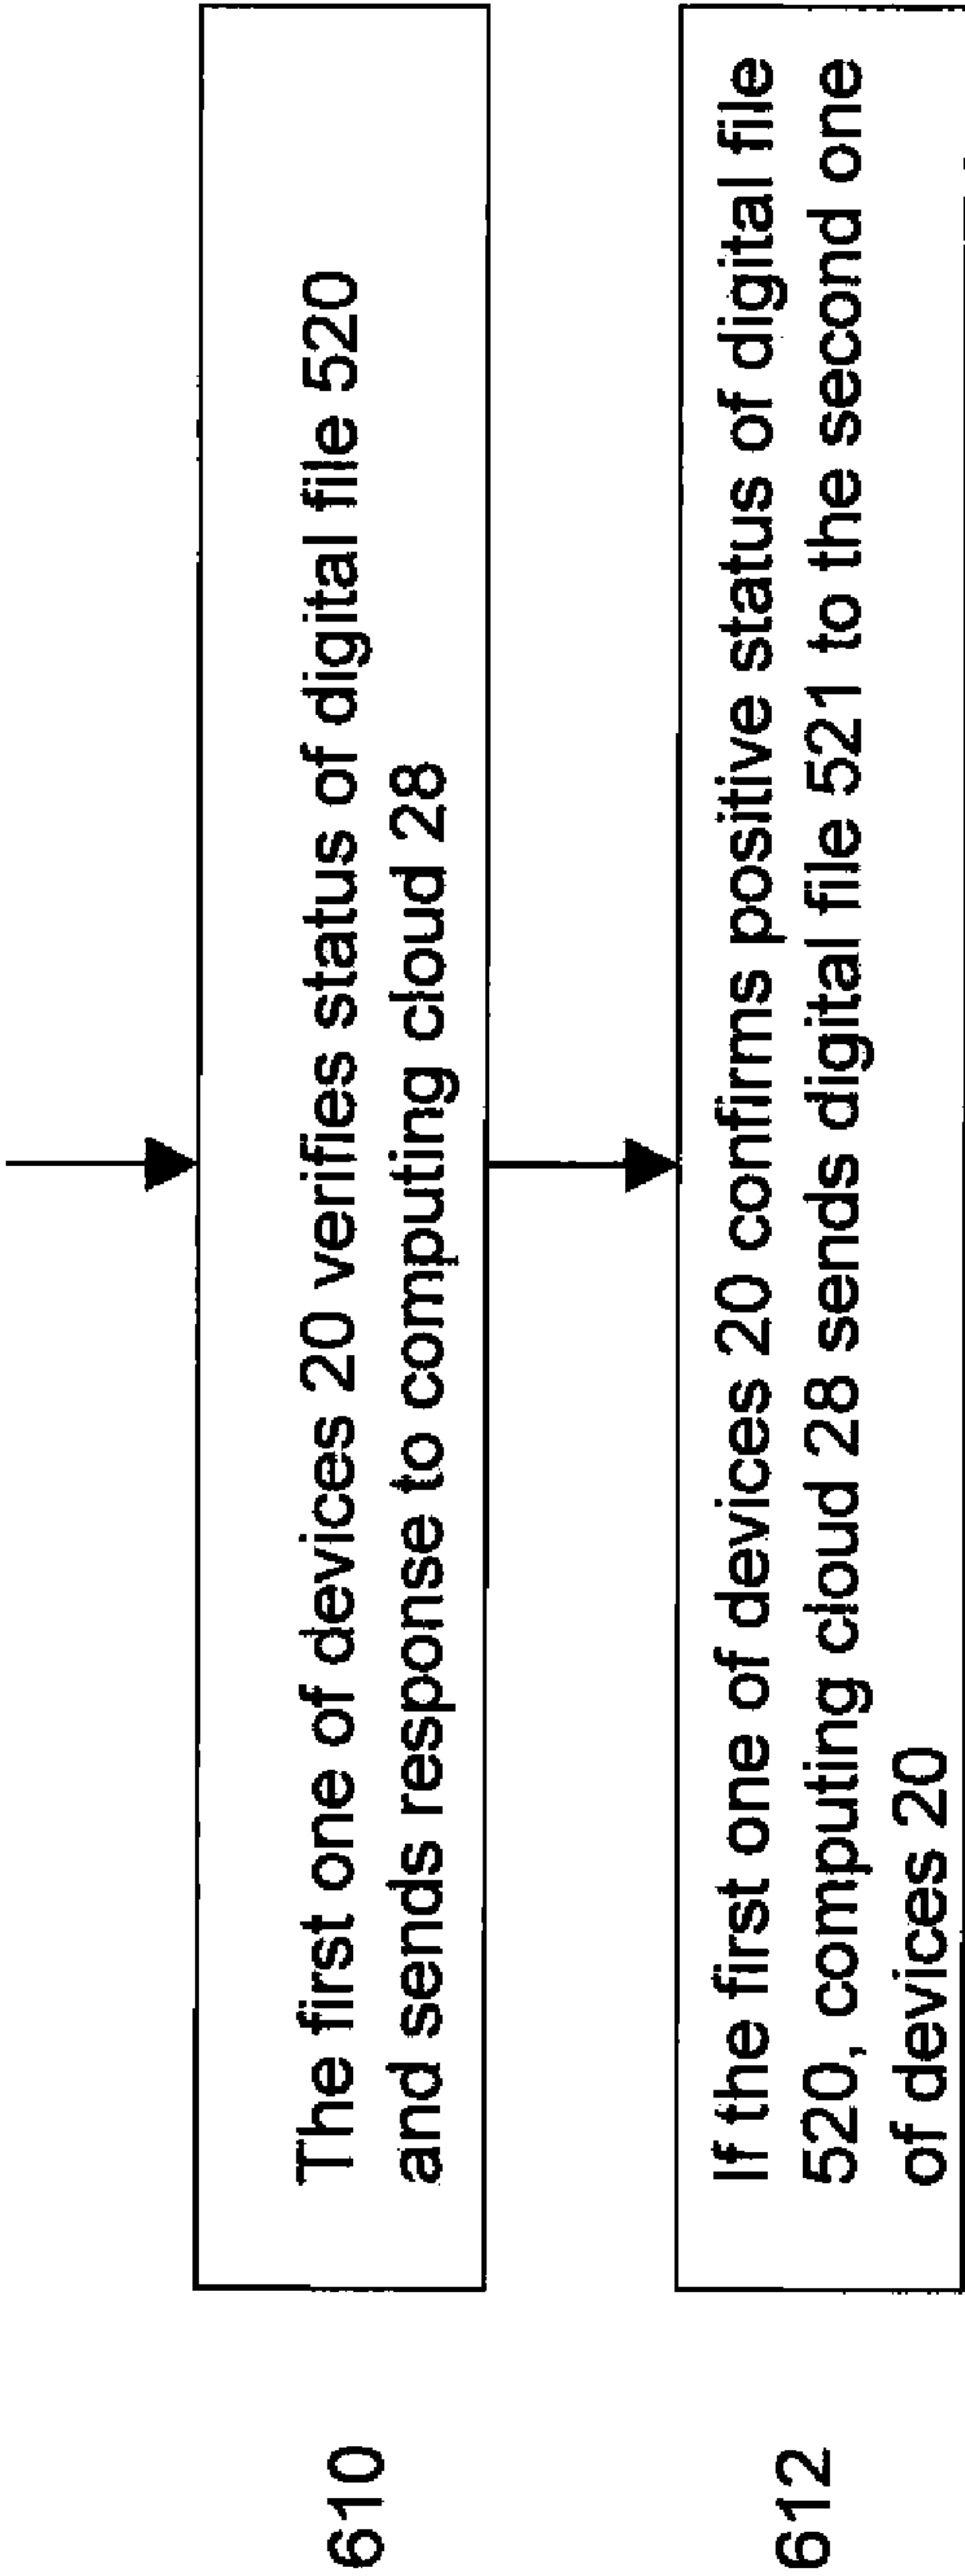 610
The first one of devices 20 verifies status of digital file 520
and sends response to computing cloud 28
612
If the first one of devices 20 confirms positive status of digital file
520, computing cloud 28 sends digital file 521 to the second one
of devices 20